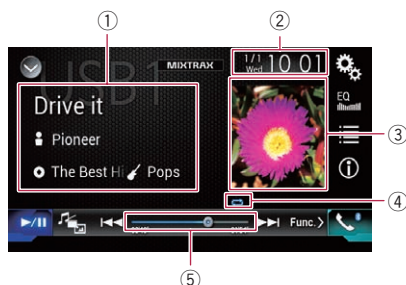 ①
②
USB1
MIXTRAX
1/1
Wed
10 01
Drive it
EQ
③
Pioneer
The Best Hi
Pops
④
Func.
⑤